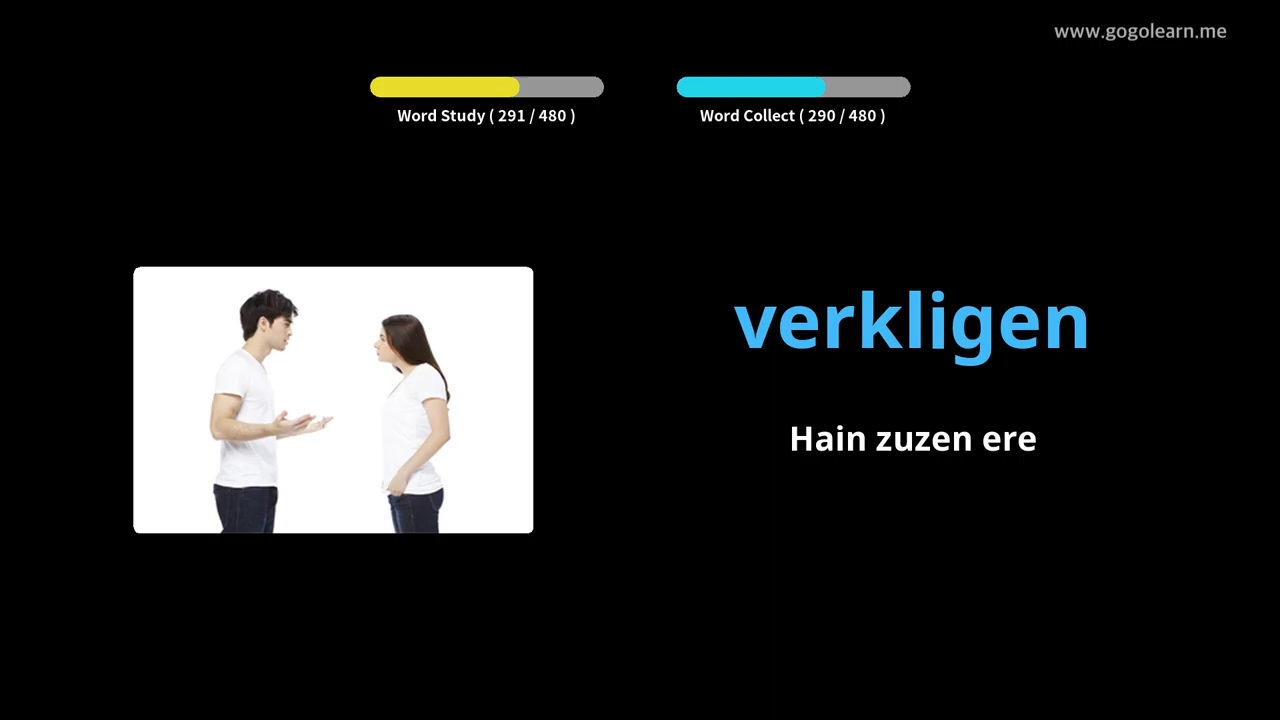 www.gogolearn.me
Word Study ( 291 / 480 )
Word Collect ( 290 / 480 )
verkligen
Hain zuzen ere